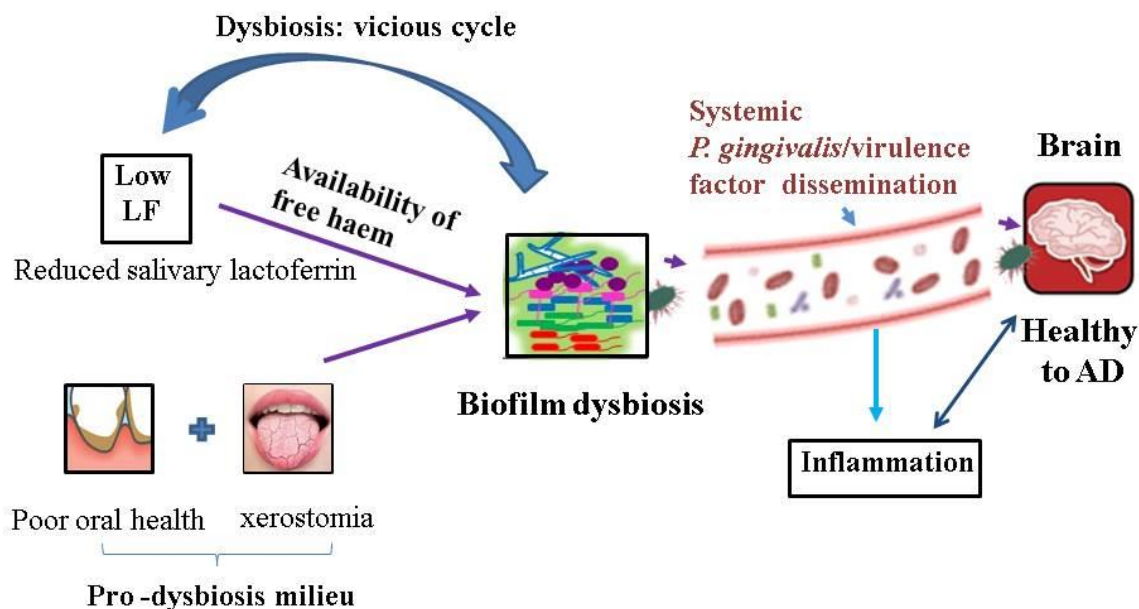 Dysbiosis: vicious cycle
Low
LF
Reduced salivary lactoferrin
Availability of
free haem
Systemic
P. gingivalis/virulence
factor dissemination
Brain
Healthy
to AD
Biofilm dysbiosis
Inflammation
Poor oral health
xerostomia
Pro -dysbiosis milieu